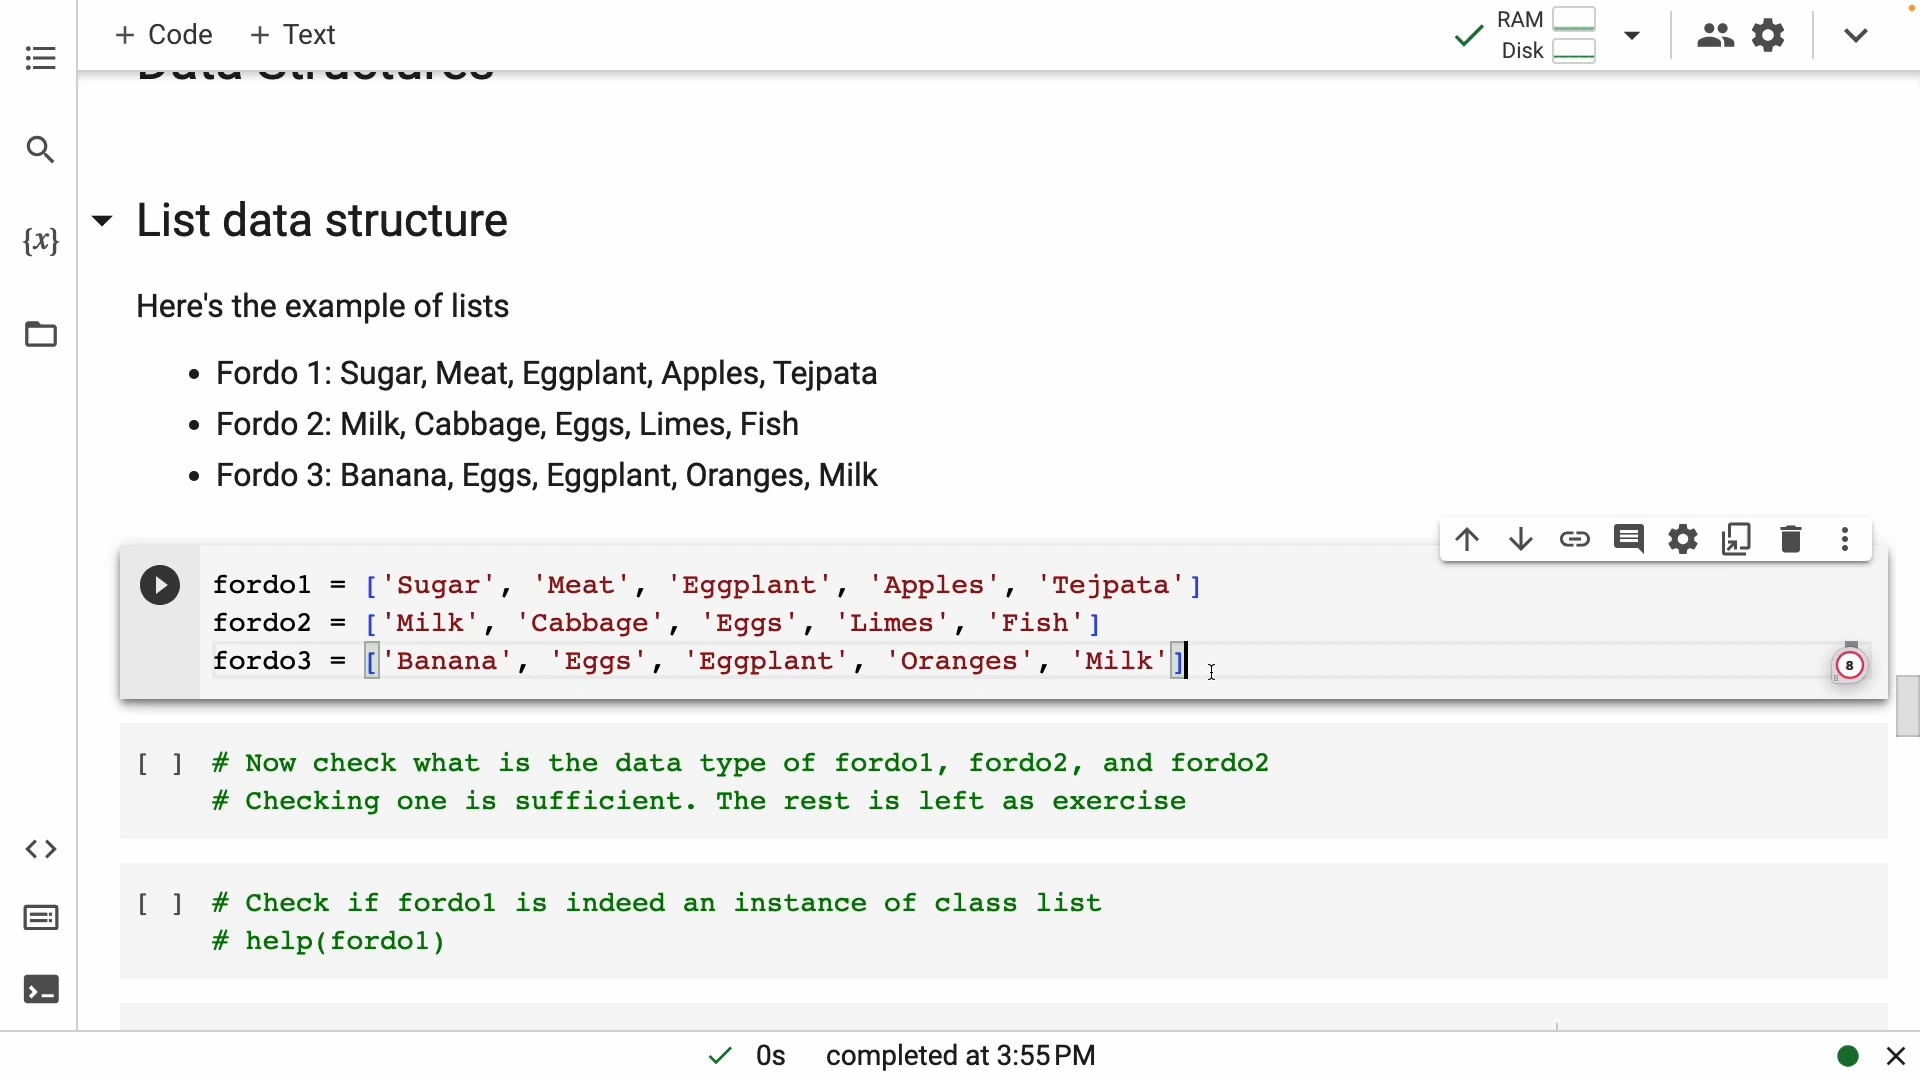 + Code + Text
RAM
Disk
Data Structures
List data structure
{x}
Here's the example of lists
• Fordo 1: Sugar, Meat, Eggplant, Apples, Tejpata
• Fordo 2: Milk, Cabbage, Eggs, Limes, Fish
• Fordo 3: Banana, Eggs, Eggplant, Oranges, Milk
fordo1 = ['Sugar', 'Meat', 'Eggplant', 'Apples', 'Tejpata']
fordo2 = ['Milk', 'Cabbage', 'Eggs', 'Limes', 'Fish']
fordo3 = ['Banana', 'Eggs', 'Eggplant', 'Oranges', 'Milk']
8
[ ] # Now check what is the data type of fordo1, fordo2, and fordo2
# Checking one is sufficient. The rest is left as exercise
[ ] # Check if fordo1 is indeed an instance of class list
# help(fordo1)
0s completed at 3:55 PM